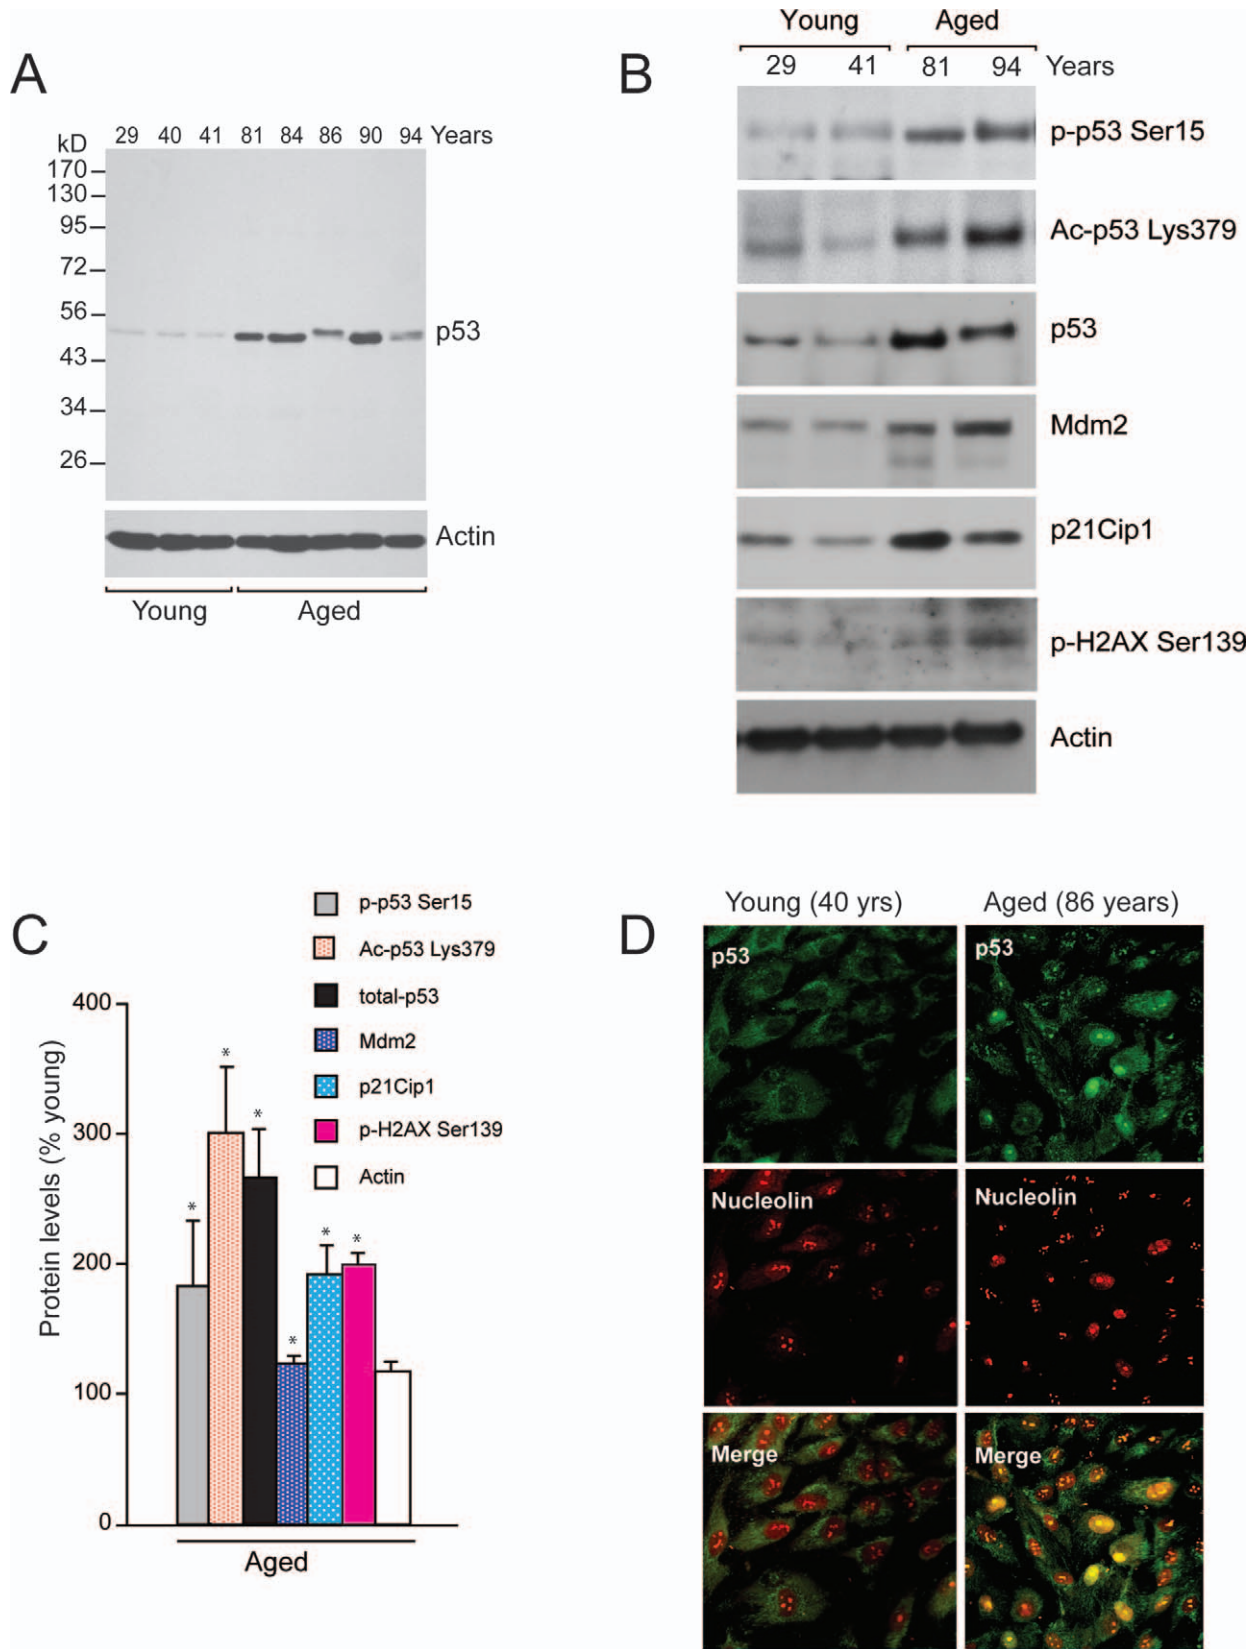 A
kD
29 40 41 81 84 86 90 94 Years
170
130
95
72
56
43
34
26
p53
Actin
Young Aged
B
Young Aged
29 41 81 94 Years
p-p53 Ser15
Ac-p53 Lys379
p53
Mdm2
p21Cip1
p-H2AX Ser139
Actin
C
p-p53 Ser15
Ac-p53 Lys379
total-p53
Mdm2
p21Cip1
p-H2AX Ser139
Actin
Protein levels (% young)
400
300
200
100
0
* * * * * *
Aged
D
Young (40 yrs) Aged (86 years)
p53 p53
Nucleolin Nucleolin
Merge Merge